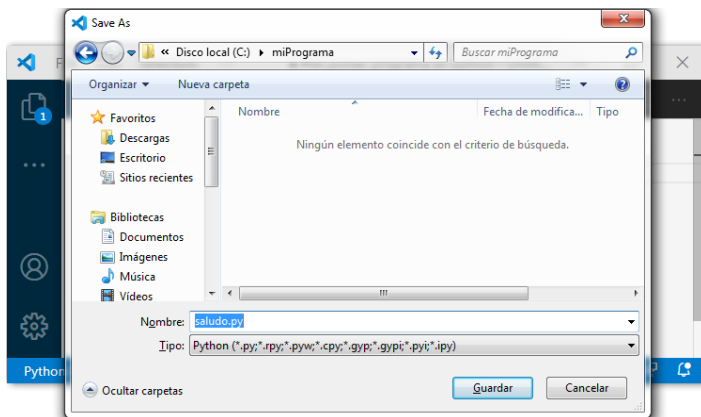 Save As
« Disco local (C:) ▸ miPrograma
Buscar miPrograma
Organizar
Nueva carpeta
Favoritos
Descargas
Escritorio
Sitios recientes
Bibliotecas
Documentos
Imágenes
Música
Vídeos
Nombre
Fecha de modifica...
Tipo
Ningún elemento coincide con el criterio de búsqueda.
Nombre: saludo.py
Tipo: Python (*.py;*.rpy;*.pyw;*.cpy;*.gyp;*.gypi;*.pyi;*.ipy)
Ocultar carpetas
Guardar
Cancelar
F
1
Python